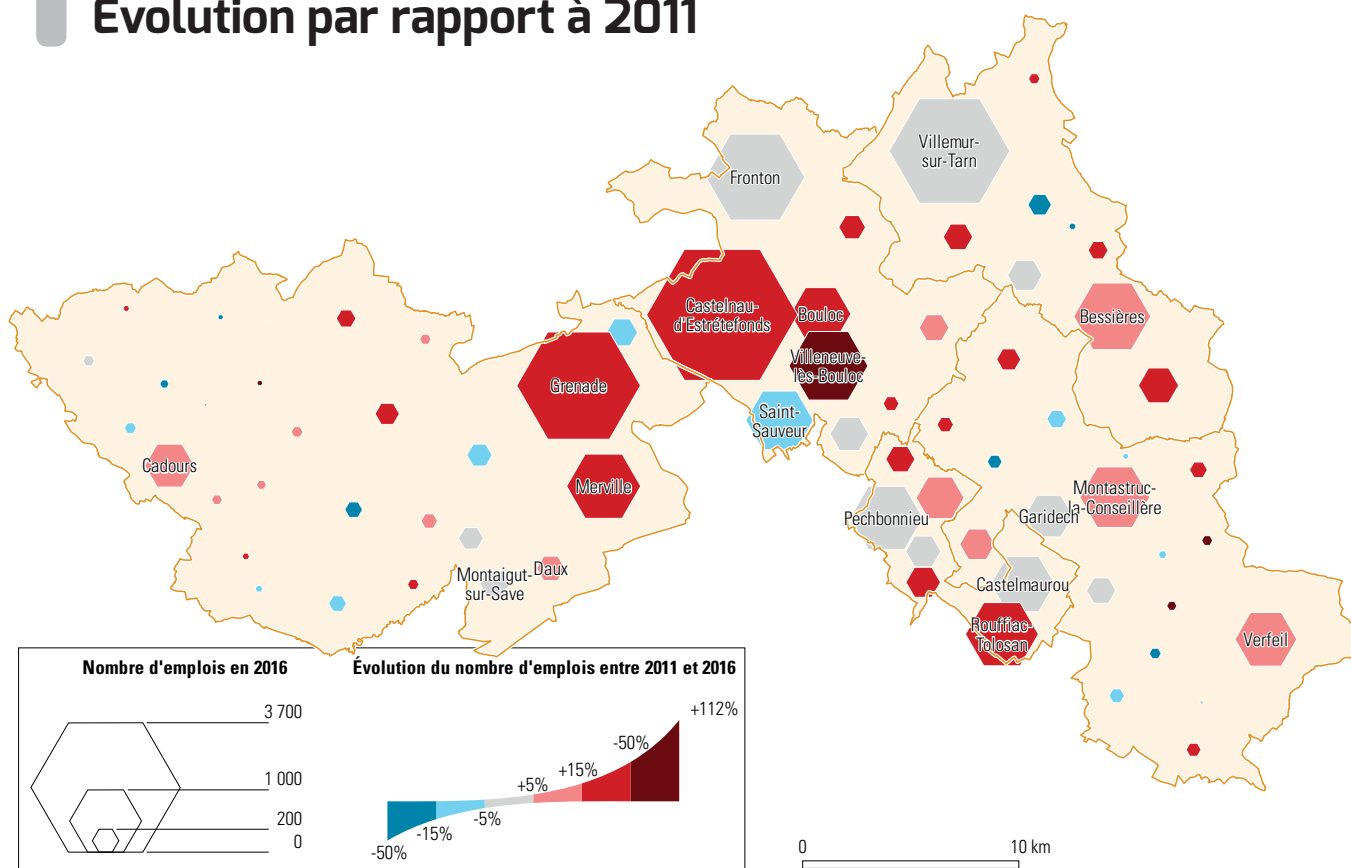 Évolution par rapport à 2011
Villemur-
sur-Tarn
Fronton
Castelnau-
d'Estrétefonds
Bouloc
Bessières
Villeneuve-
lès-Bouloc
Grenade
Saint-
Sauveur
Cadours
Merville
Montastruc-
la-Conseillère
Pechbonnieu
Garidech
Daux
Montaigut-
sur-Save
Castelmaurou
Rouffiac-
Tolosan
Verfeil
Nombre d'emplois en 2016
3 700
1 000
200
0
Évolution du nombre d'emplois entre 2011 et 2016
+112%
-50%
+15%
+5%
-5%
-15%
-50%
0
10 km